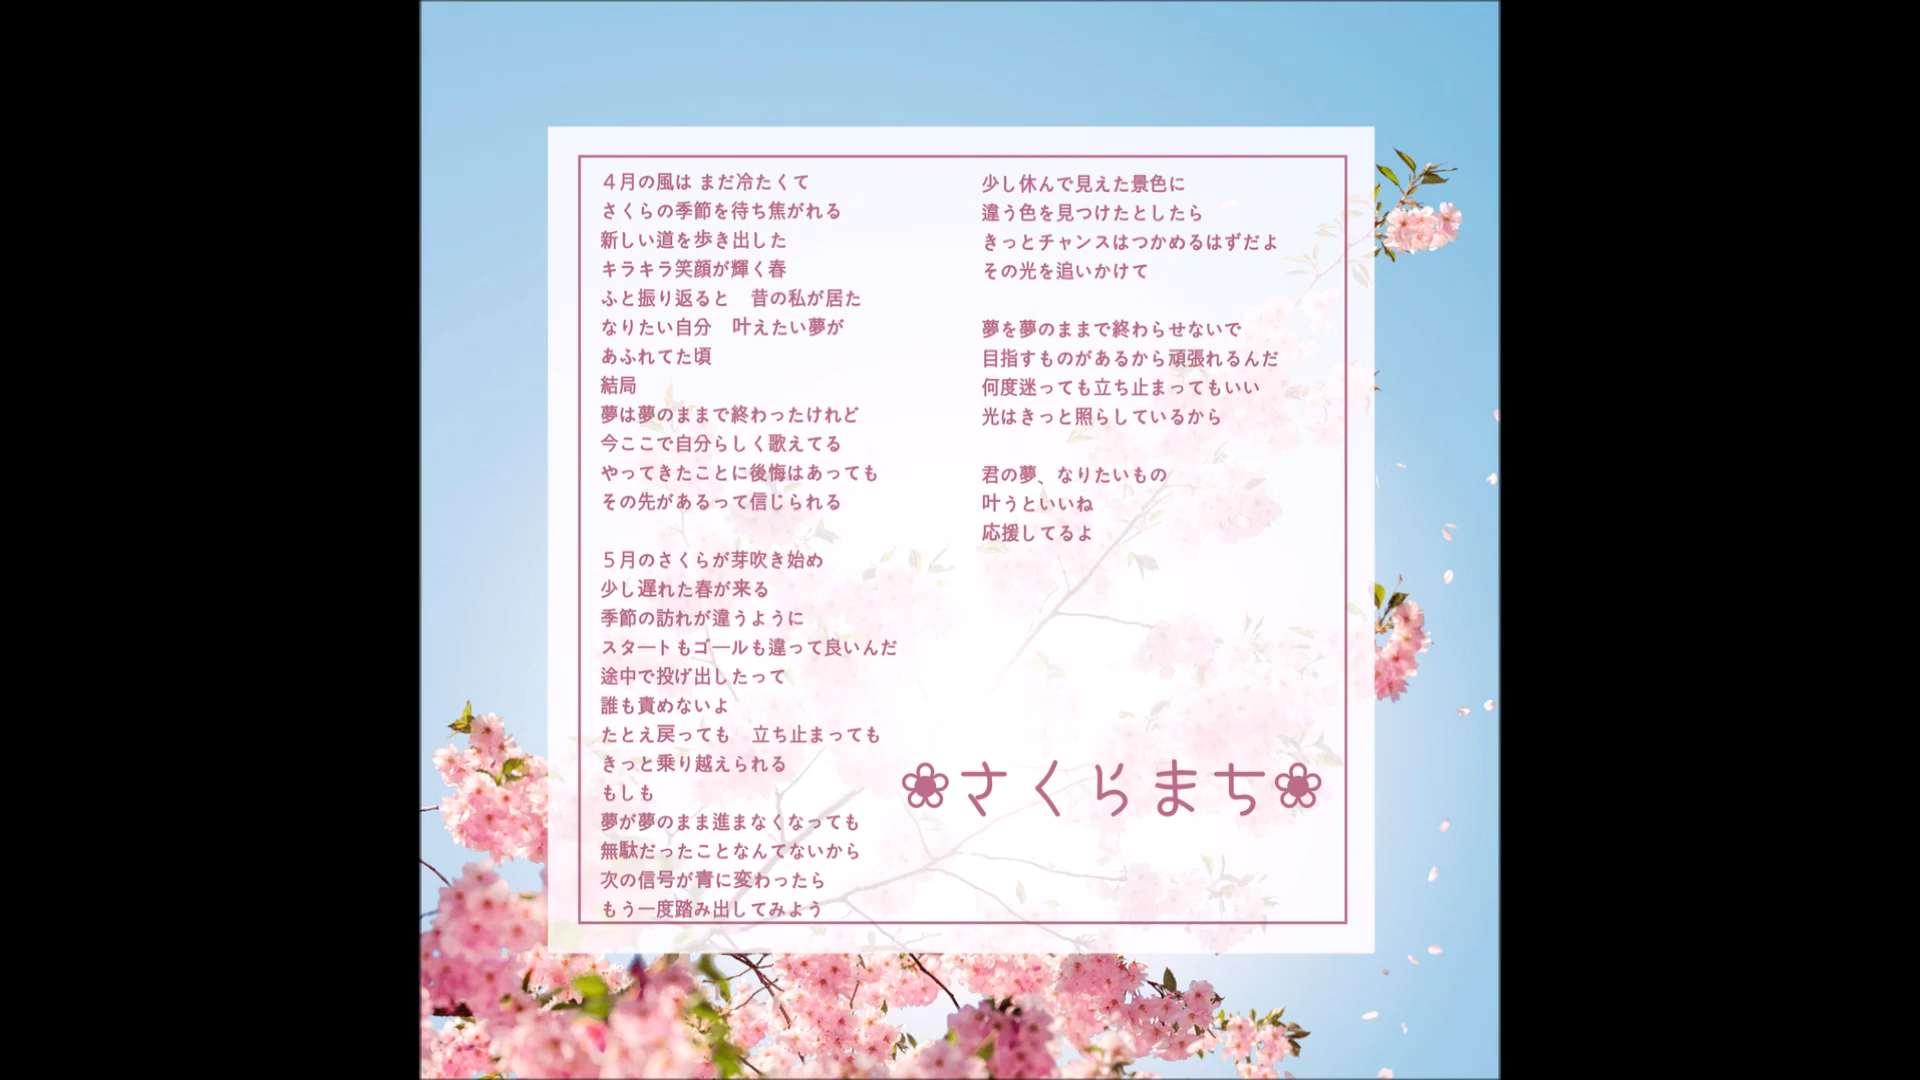 ４月の風は まだ冷たくて
さくらの季節を待ち焦がれる
新しい道を歩き出した
キラキラ笑顔が輝く春
ふと振り返ると　昔の私が居た
なりたい自分　叶えたい夢が
あふれてた頃
結局
夢は夢のままで終わったけれど
今ここで自分らしく歌えてる
やってきたことに後悔はあっても
その先があるって信じられる
５月のさくらが芽吹き始め
少し遅れた春が来る
季節の訪れが違うように
スタートもゴールも違って良いんだ
途中で投げ出したって
誰も責めないよ
たとえ戻っても　立ち止まっても
きっと乗り越えられる
もしも
夢が夢のまま進まなくなっても
無駄だったことなんてないから
次の信号が青に変わったら
もう一度踏み出してみよう
少し休んで見えた景色に
違う色を見つけたとしたら
きっとチャンスはつかめるはずだよ
その光を追いかけて
夢を夢のままで終わらせないで
目指すものがあるから頑張れるんだ
何度迷っても立ち止まってもいい
光はきっと照らしているから
君の夢、なりたいもの
叶うといいね
応援してるよ
❀さくらまち❀